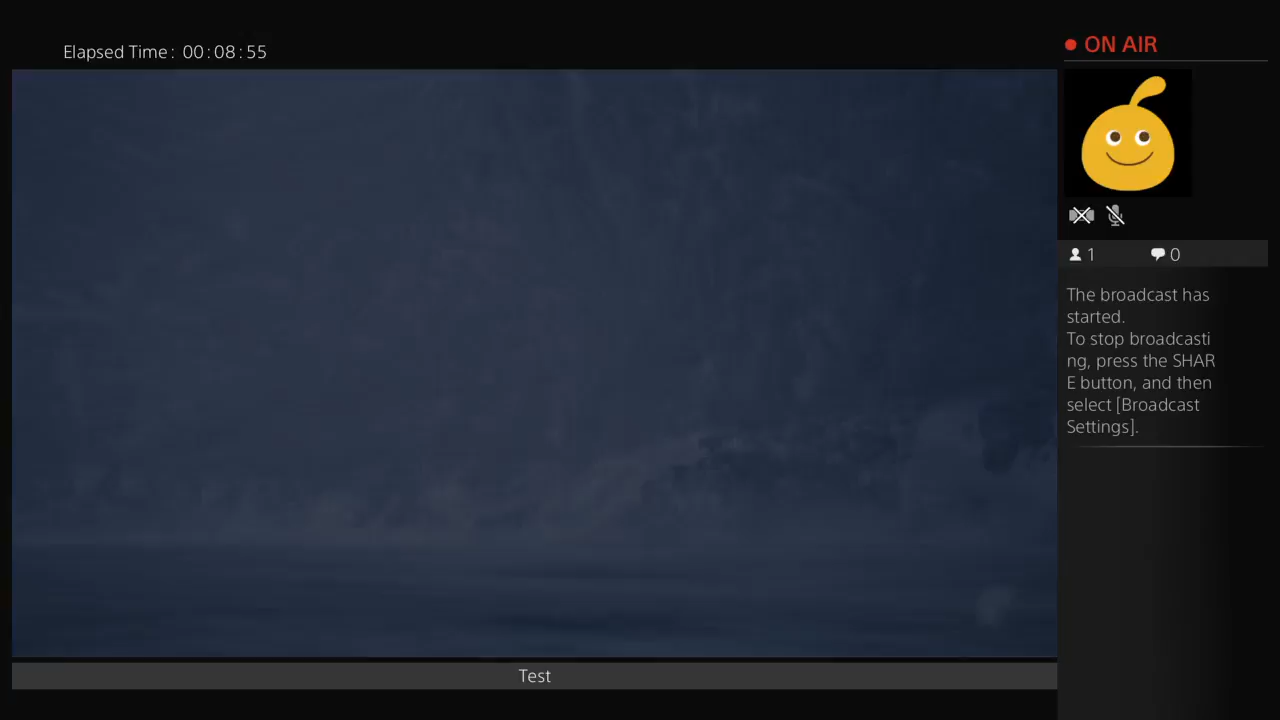 Elapsed Time: 00:08:55
ON AIR
1 0
The broadcast has
started.
To stop broadcasti
ng, press the SHAR
E button, and then
select [Broadcast
Settings].
Test